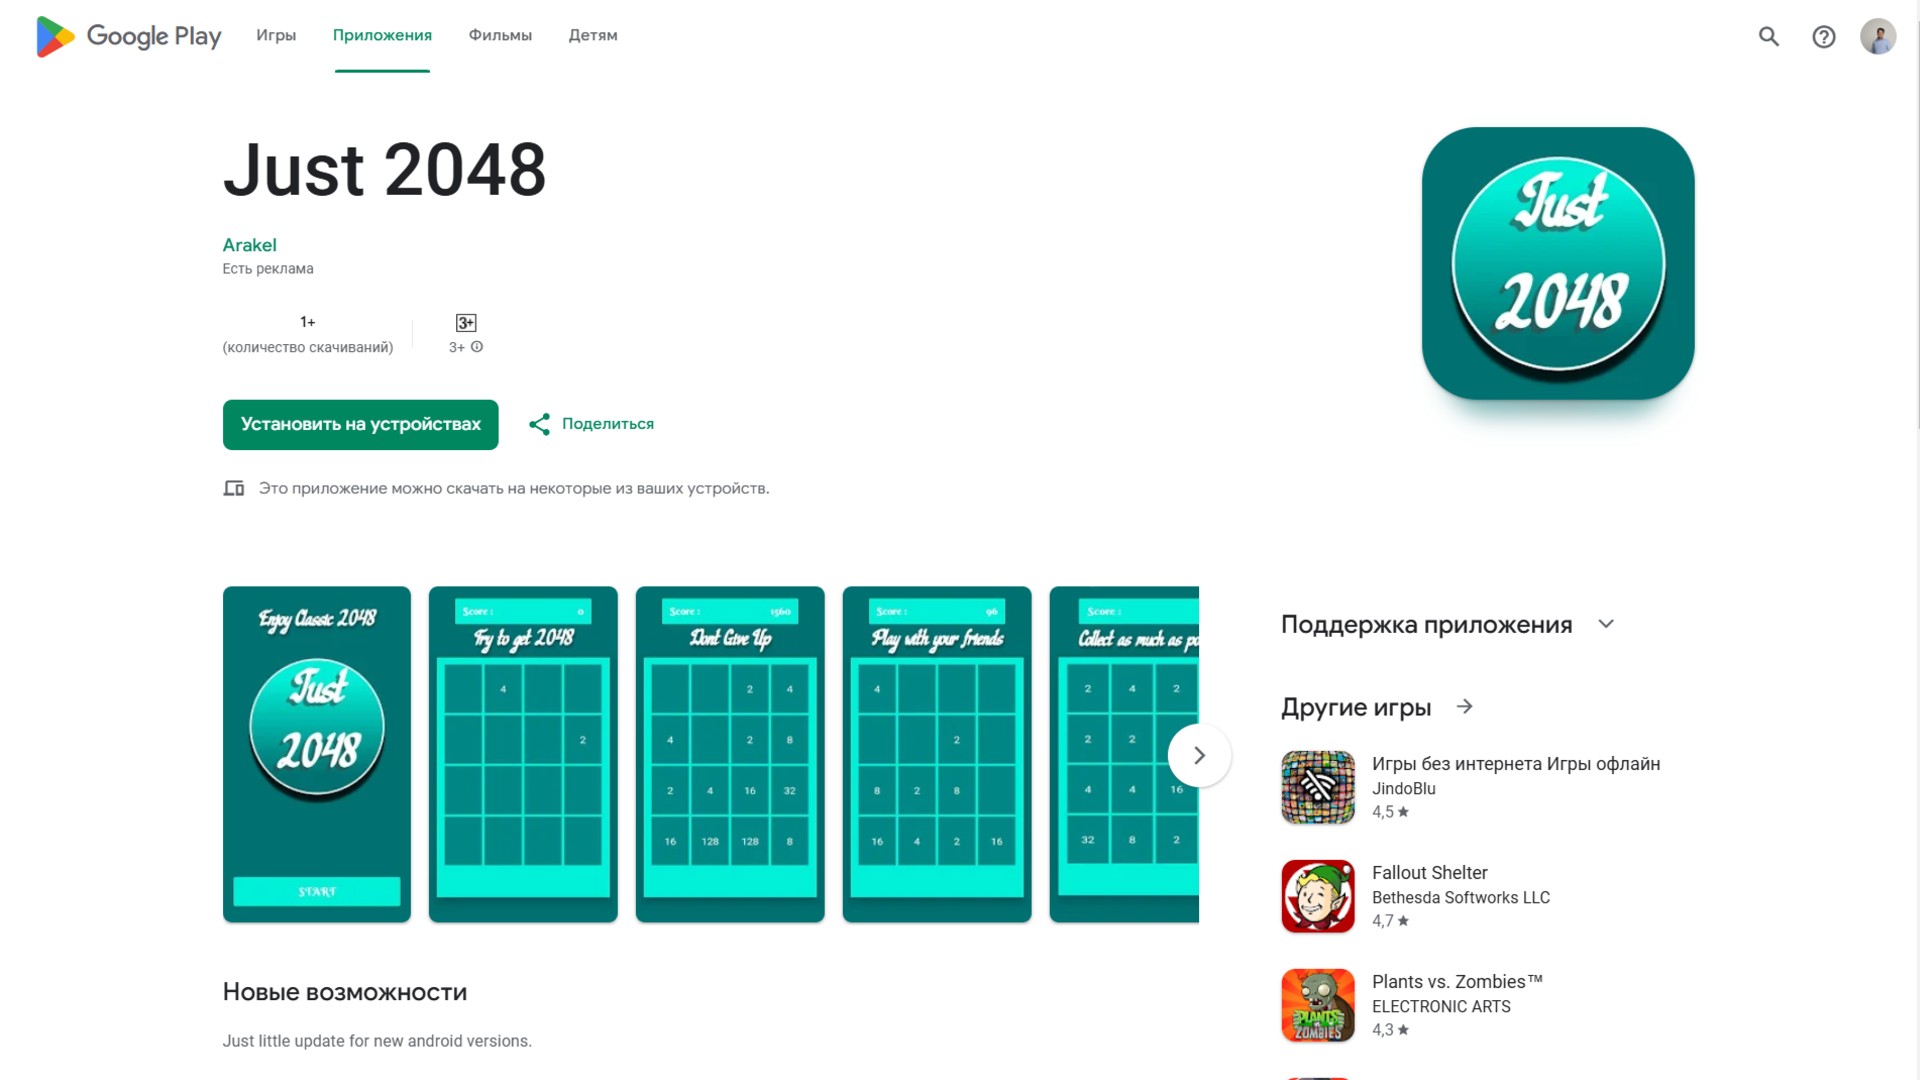 Google Play
Игры
Приложения
Фильмы
Детям
Just 2048
Arakel
Есть реклама
1+
(количество скачиваний)
3+
3+
Установить на устройствах
Поделиться
Это приложение можно скачать на некоторые из ваших устройств.
Just
2048
Enjoy Classic 2048
Just
2048
START
Score : 0
Try to get 2048
4
2
Score : 1560
Dont Give Up
2 4
4 2 8
2 4 16 32
16 128 128 8
Score : 96
Play with your friends
4
2
8 2 8
16 4 2 16
Score :
Collect as much as po
2 4 2
2 2
4 4 16
32 8 2
Новые возможности
Just little update for new android versions.
Поддержка приложения
Другие игры
Игры без интернета Игры офлайн
JindoBlu
4,5
Fallout Shelter
Bethesda Softworks LLC
4,7
PLANTS
VS.
ZOMBIES
Plants vs. Zombies™
ELECTRONIC ARTS
4,3